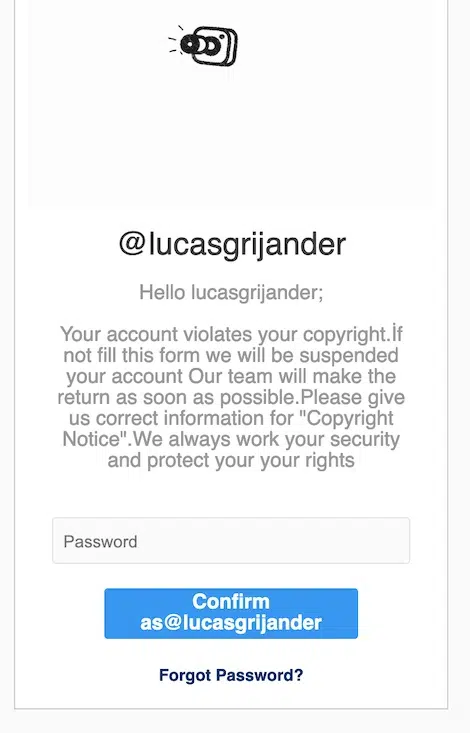 @lucasgrijander
Hello lucasgrijander;
Your account violates your copyright.İf
not fill this form we will be suspended
your account Our team will make the
return as soon as possible.Please give
us correct information for "Copyright
Notice".We always work your security
and protect your your rights
Password
Confirm
as@lucasgrijander
Forgot Password?